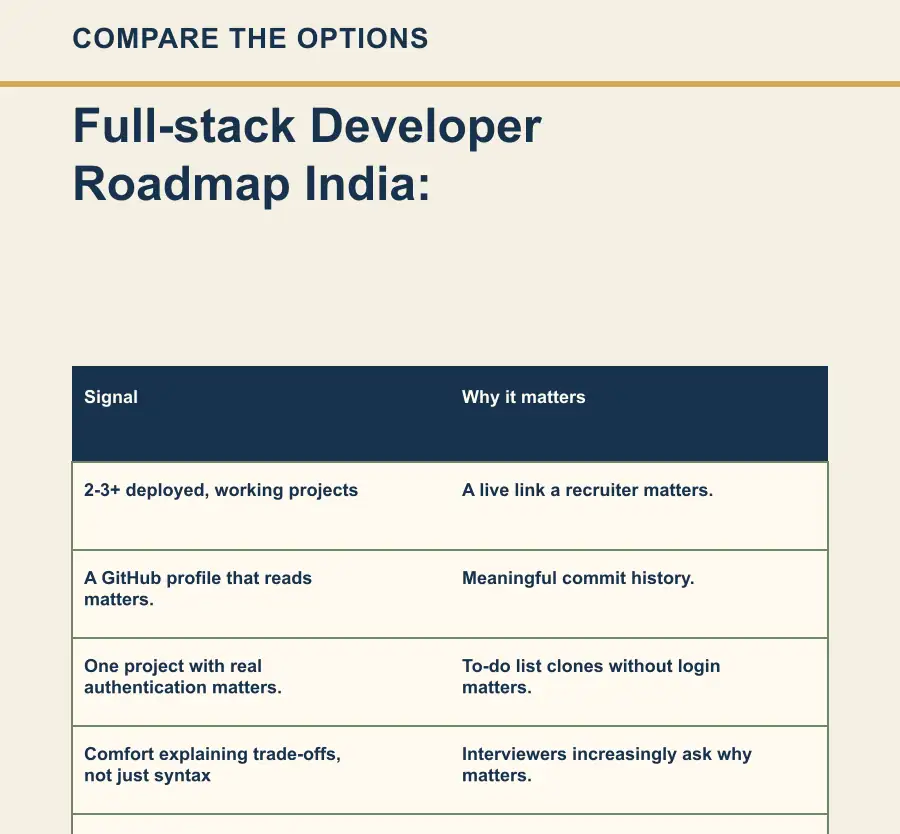 COMPARE THE OPTIONS
Full-stack Developer
Roadmap India:
Signal
Why it matters
2-3+ deployed, working projects
A live link a recruiter matters.
A GitHub profile that reads
matters.
Meaningful commit history.
One project with real
authentication matters.
To-do list clones without login
matters.
Comfort explaining trade-offs,
not just syntax
Interviewers increasingly ask why
matters.